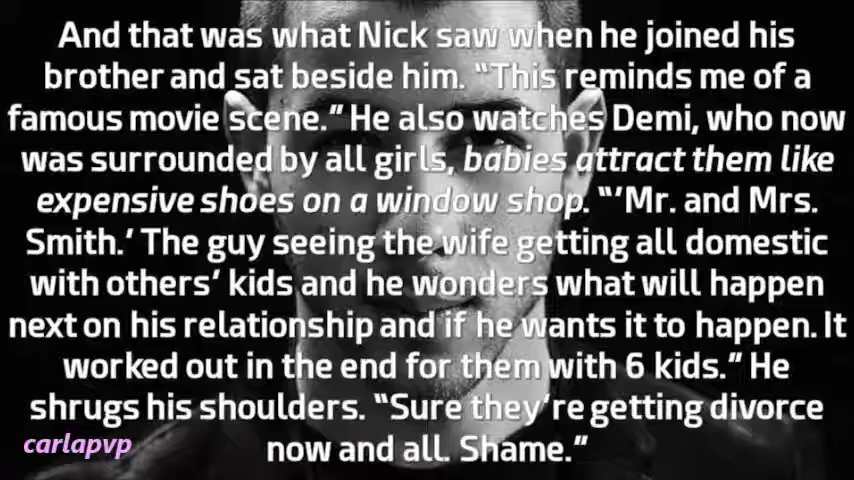 And that was what Nick saw when he joined his
brother and sat beside him. “This reminds me of a
famous movie scene.” He also watches Demi, who now
was surrounded by all girls, babies attract them like
expensive shoes on a window shop. “‘Mr. and Mrs.
Smith.’ The guy seeing the wife getting all domestic
with others’ kids and he wonders what will happen
next on his relationship and if he wants it to happen. It
worked out in the end for them with 6 kids.” He
shrugs his shoulders. “Sure they’re getting divorce
now and all. Shame.”
carlapvp